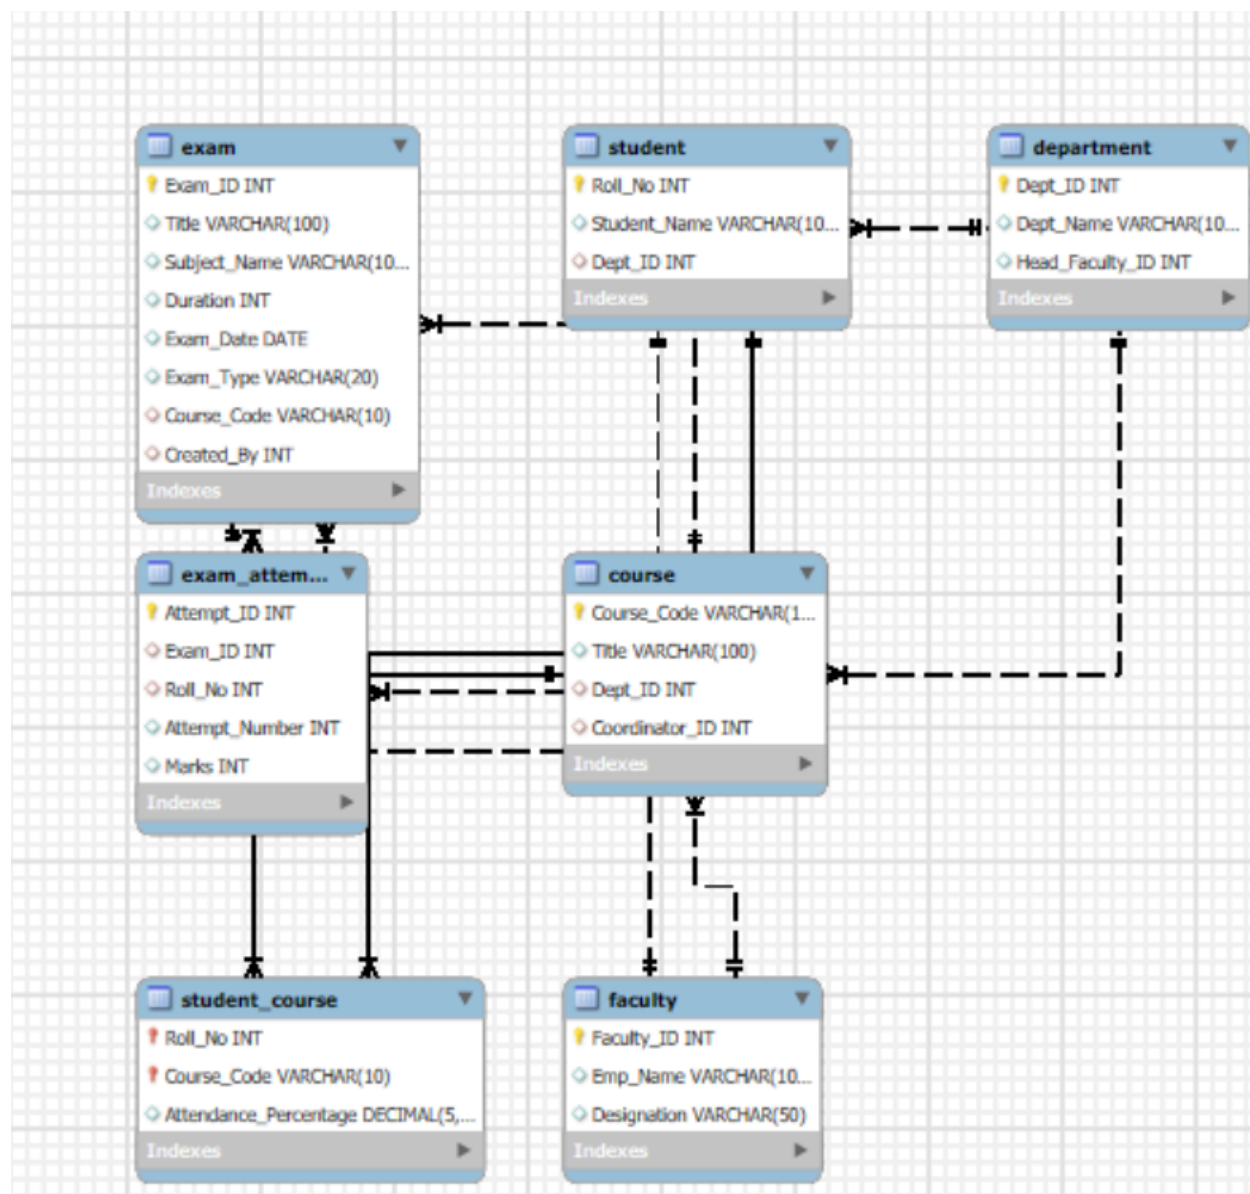 exam
Exam_ID INT
Title VARCHAR(100)
Subject_Name VARCHAR(10...
Duration INT
Exam_Date DATE
Exam_Type VARCHAR(20)
Course_Code VARCHAR(10)
Created_By INT
Indexes
student
Roll_No INT
Student_Name VARCHAR(10...
Dept_ID INT
Indexes
department
Dept_ID INT
Dept_Name VARCHAR(10...
Head_Faculty_ID INT
Indexes
exam_attem...
Attempt_ID INT
Exam_ID INT
Roll_No INT
Attempt_Number INT
Marks INT
Indexes
course
Course_Code VARCHAR(1...
Title VARCHAR(100)
Dept_ID INT
Coordinator_ID INT
Indexes
student_course
Roll_No INT
Course_Code VARCHAR(10)
Attendance_Percentage DECIMAL(5,...
Indexes
faculty
Faculty_ID INT
Emp_Name VARCHAR(10...
Designation VARCHAR(50)
Indexes